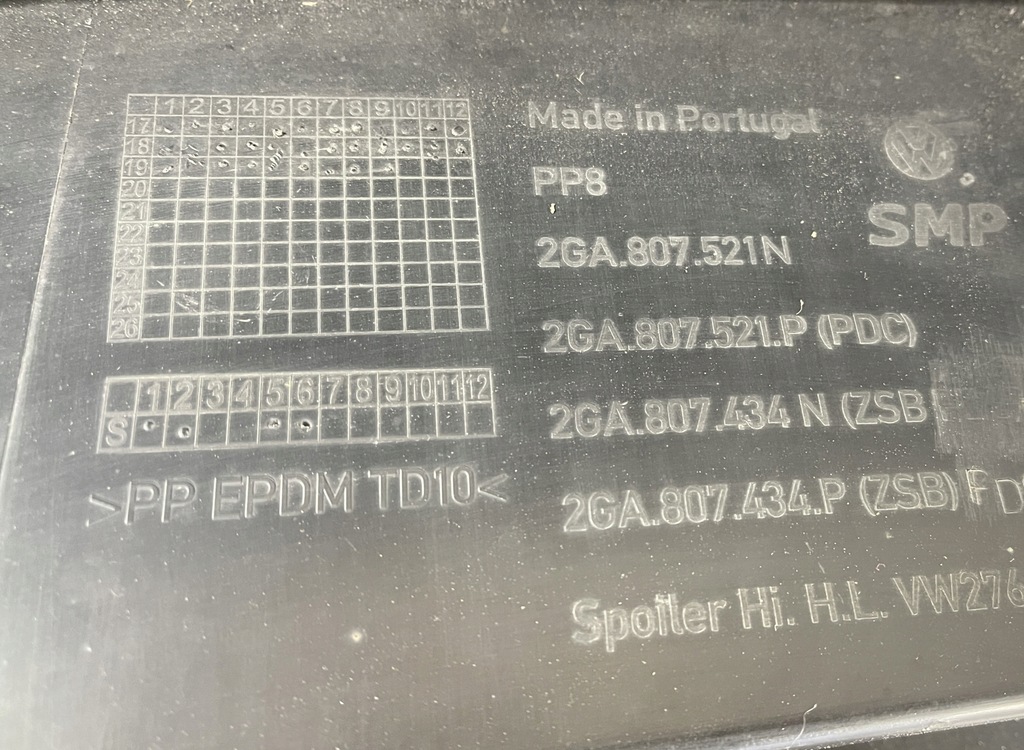 1 2 3 4 5 6 7 8 9 10 11 12
17
18
19
20
21
22
23
24
25
26
1 2 3 4 5 6 7 8 9 10 11 12
S
>PP EPDM TD10<
Made in Portugal
PP8
2GA.807.521N
2GA.807.521.P (PDC)
2GA.807.434 N (ZSB)
2GA.807.434.P (ZSB)
Spoiler Hi. H.L. VW276
VW
SMP